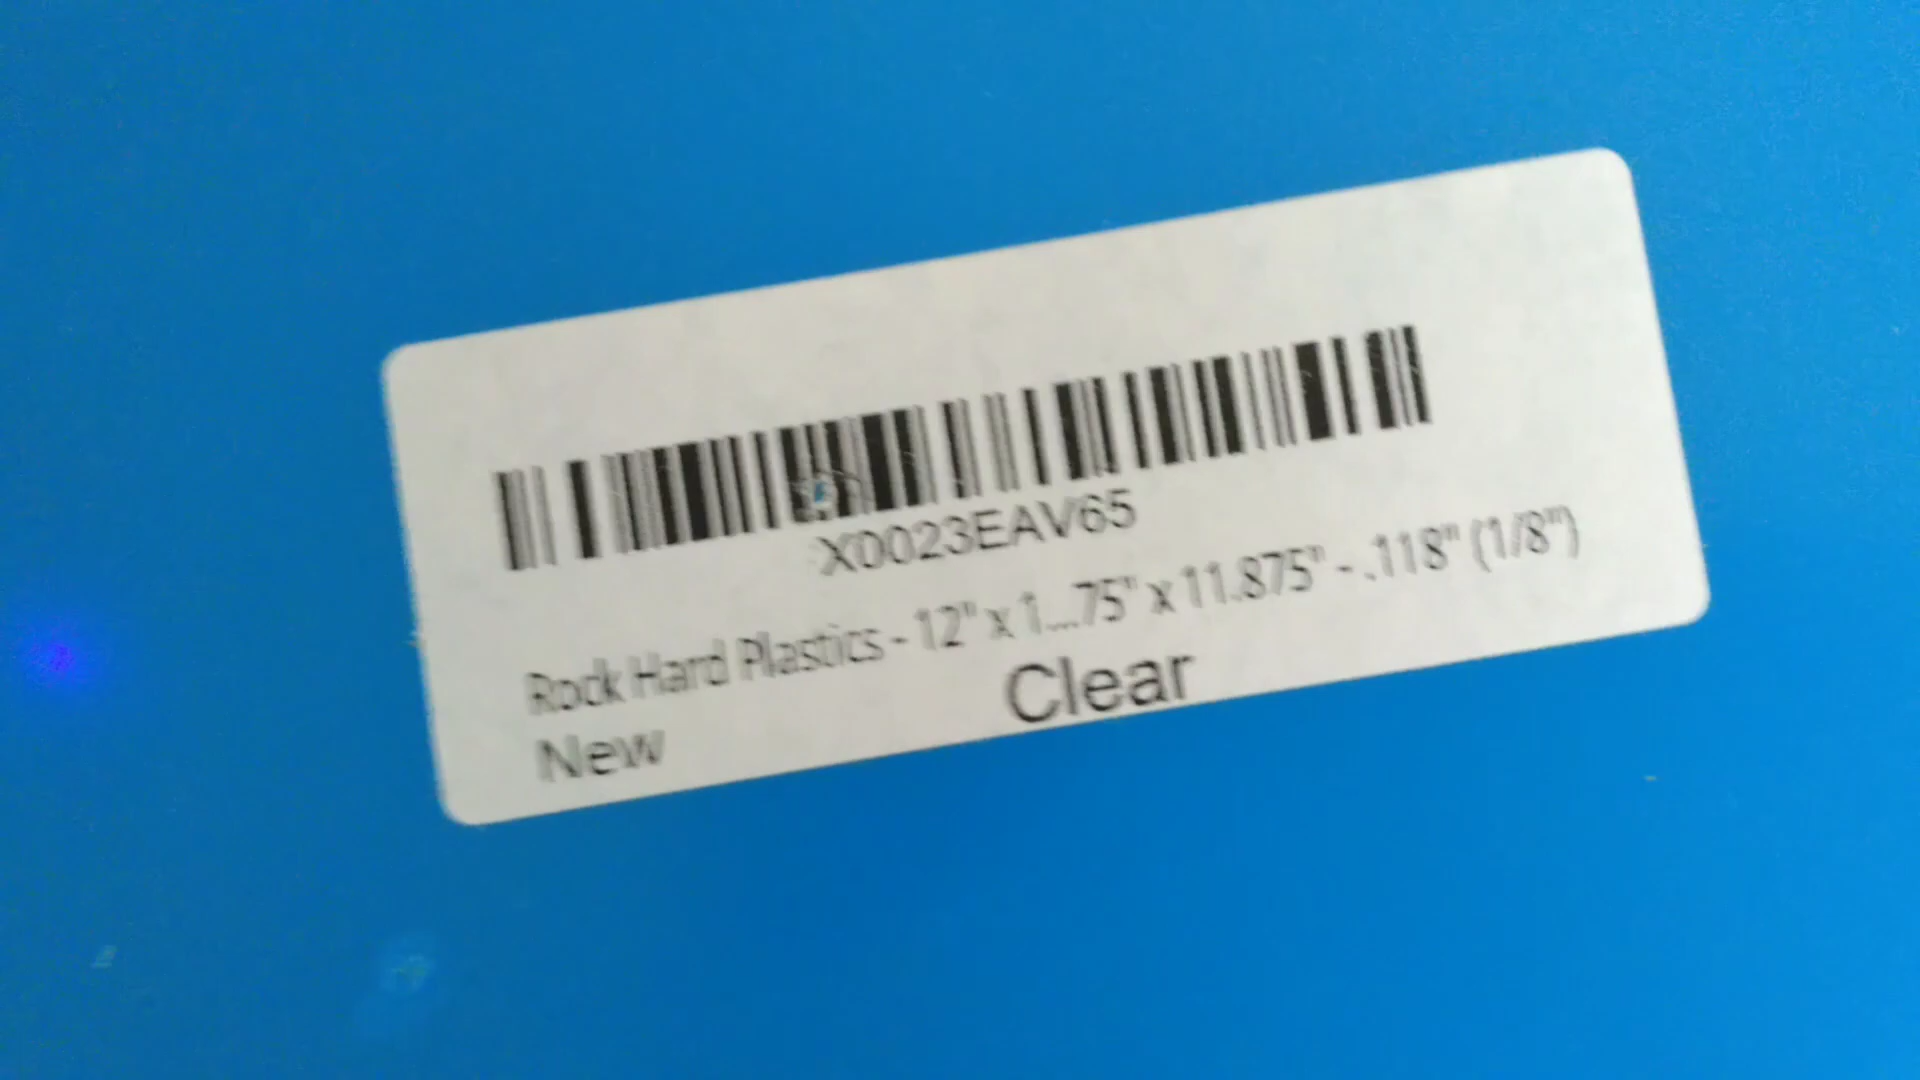 X0023EAV65
Rock Hard Plastics - 12" x 1...75" x 11.875" - .118" (1/8")
New
Clear